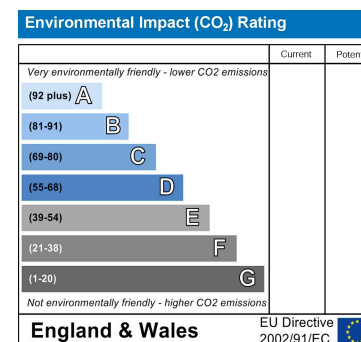 Environmental Impact (CO₂) Rating
Current
Poten
Very environmentally friendly - lower CO2 emissions
(92 plus) A
(81-91) B
(69-80) C
(55-68) D
(39-54) E
(21-38) F
(1-20) G
Not environmentally friendly - higher CO2 emissions
England & Wales
EU Directive
2002/91/EC